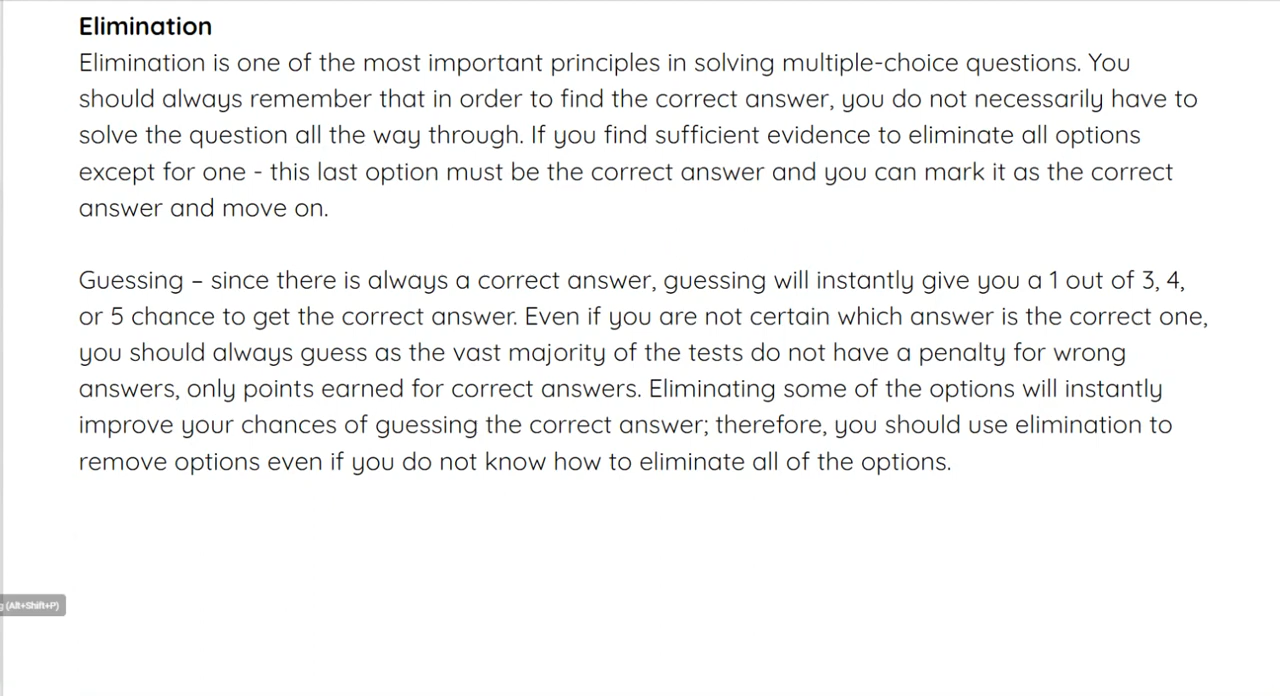 Elimination
Elimination is one of the most important principles in solving multiple-choice questions. You
should always remember that in order to find the correct answer, you do not necessarily have to
solve the question all the way through. If you find sufficient evidence to eliminate all options
except for one - this last option must be the correct answer and you can mark it as the correct
answer and move on.
Guessing – since there is always a correct answer, guessing will instantly give you a 1 out of 3, 4,
or 5 chance to get the correct answer. Even if you are not certain which answer is the correct one,
you should always guess as the vast majority of the tests do not have a penalty for wrong
answers, only points earned for correct answers. Eliminating some of the options will instantly
improve your chances of guessing the correct answer; therefore, you should use elimination to
remove options even if you do not know how to eliminate all of the options.
g (Alt+Shift+P)